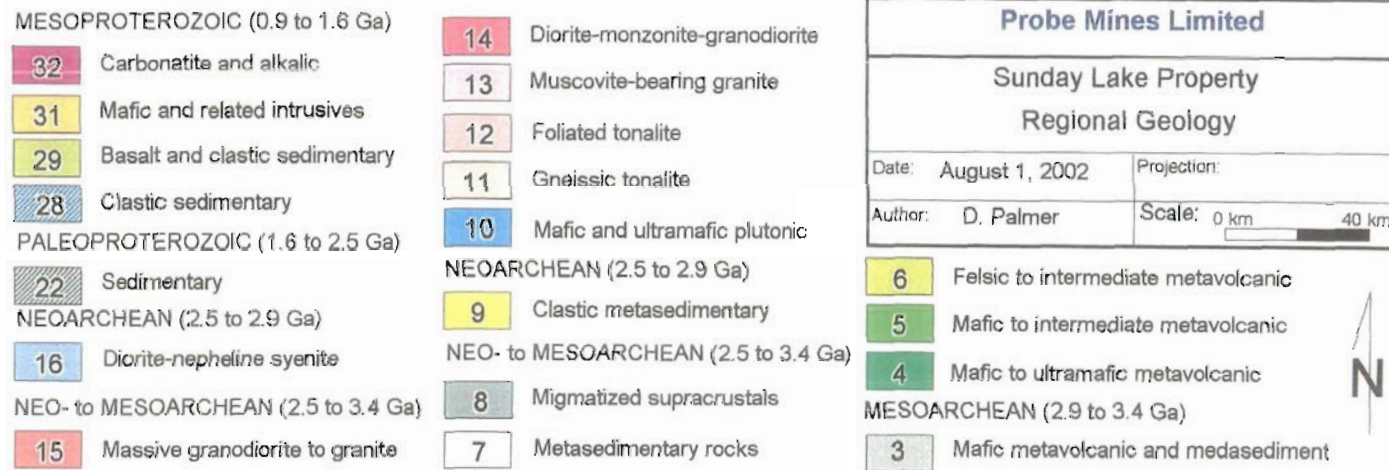 MESOPROTEROZOIC (0.9 to 1.6 Ga)
32 Carbonatite and alkalic
31 Mafic and related intrusives
29 Basalt and clastic sedimentary
28 Clastic sedimentary
PALEOPROTEROZOIC (1.6 to 2.5 Ga)
22 Sedimentary
NEOARCHEAN (2.5 to 2.9 Ga)
16 Diorite-nepheline syenite
NEO- to MESOARCHEAN (2.5 to 3.4 Ga)
15 Massive granodiorite to granite
14 Diorite-monzonite-granodiorite
13 Muscovite-bearing granite
12 Foliated tonalite
11 Gneissic tonalite
10 Mafic and ultramafic plutonic
NEOARCHEAN (2.5 to 2.9 Ga)
9 Clastic metasedimentary
NEO- to MESOARCHEAN (2.5 to 3.4 Ga)
8 Migmatized supracrustals
7 Metasedimentary rocks
Probe Mines Limited
Sunday Lake Property
Regional Geology
Date: August 1, 2002 Projection:
Author: D. Palmer Scale: 0 km 40 km
6 Felsic to intermediate metavolcanic
5 Mafic to intermediate metavolcanic
4 Mafic to ultramafic metavolcanic
N
MESOARCHEAN (2.9 to 3.4 Ga)
3 Mafic metavolcanic and medasediment